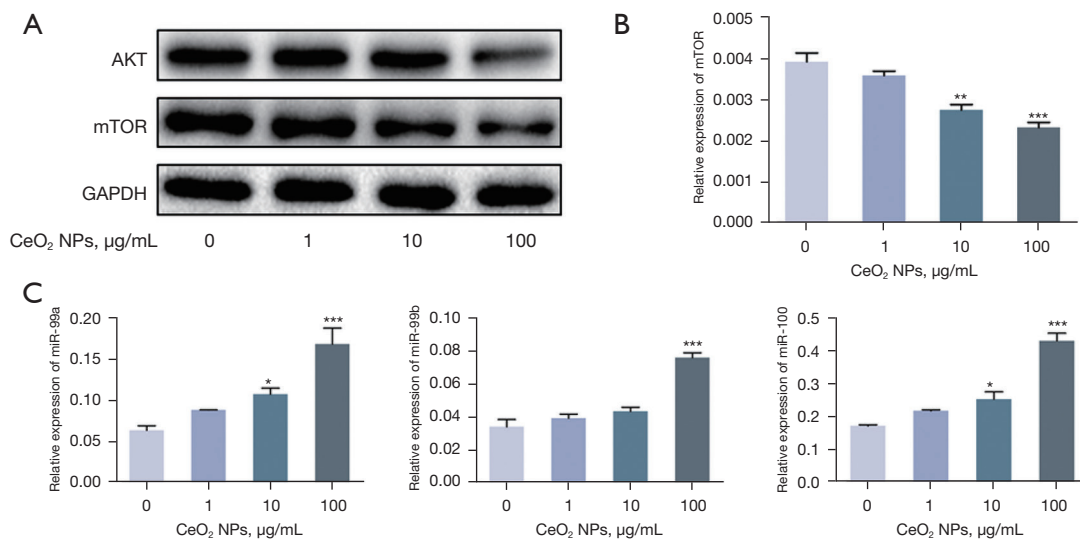 A
AKT
mTOR
GAPDH
CeO₂ NPs, µg/mL 0 1 10 100
B
Relative expression of mTOR
0.005
0.004
0.003
0.002
0.001
0.000
**
***
0 1 10 100
CeO₂ NPs, µg/mL
C
Relative expression of miR-99a
0.20
0.15
0.10
0.05
0.00
*
***
0 1 10 100
CeO₂ NPs, µg/mL
Relative expression of miR-99b
0.10
0.08
0.06
0.04
0.02
0.00
***
0 1 10 100
CeO₂ NPs, µg/mL
Relative expression of miR-100
0.5
0.4
0.3
0.2
0.1
0.0
*
***
0 1 10 100
CeO₂ NPs, µg/mL